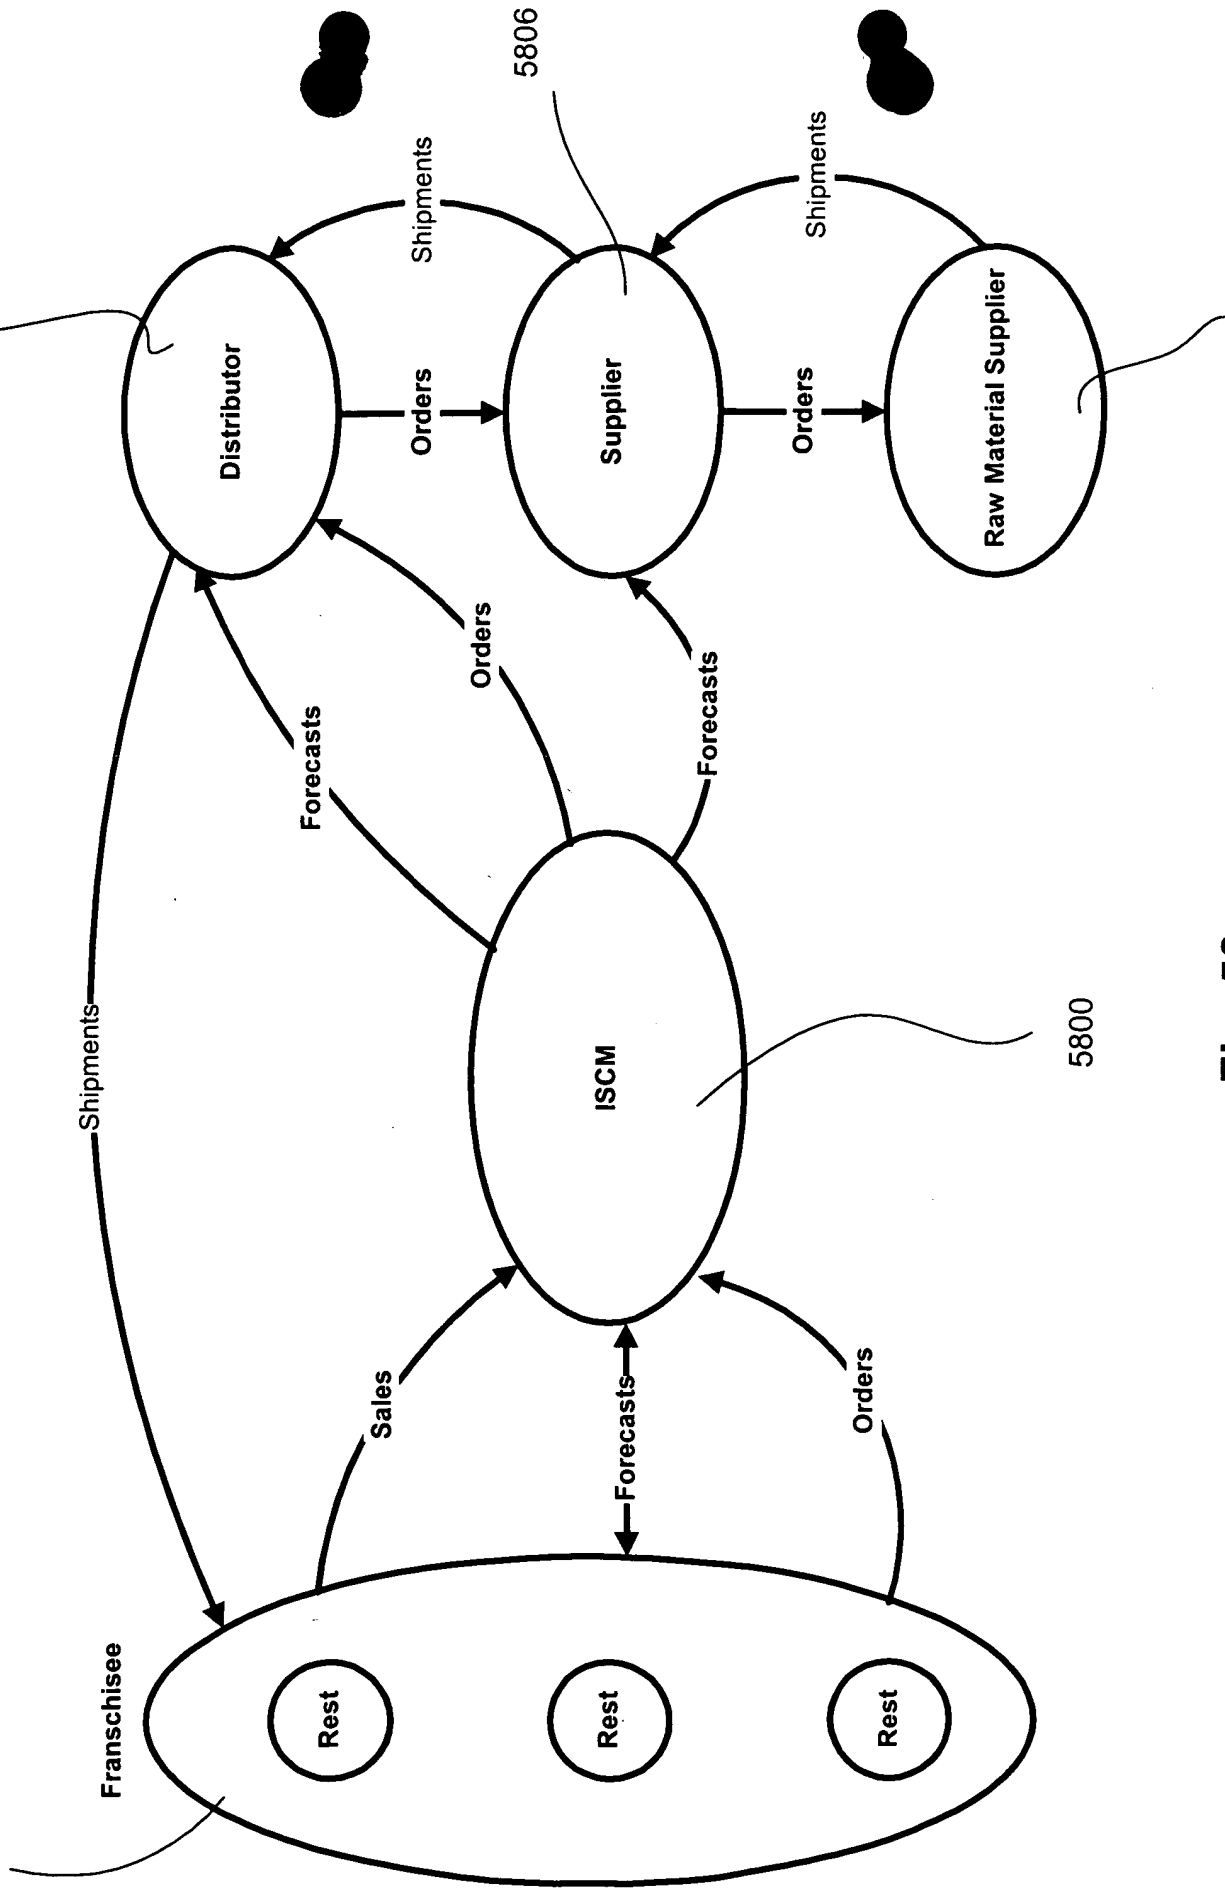 Franschisee
Rest
Rest
Rest
Shipments
Sales
Forecasts
Orders
ISCM
5800
Forecasts
Orders
Forecasts
Distributor
Orders
Shipments
Supplier
5806
Orders
Shipments
Raw Material Supplier